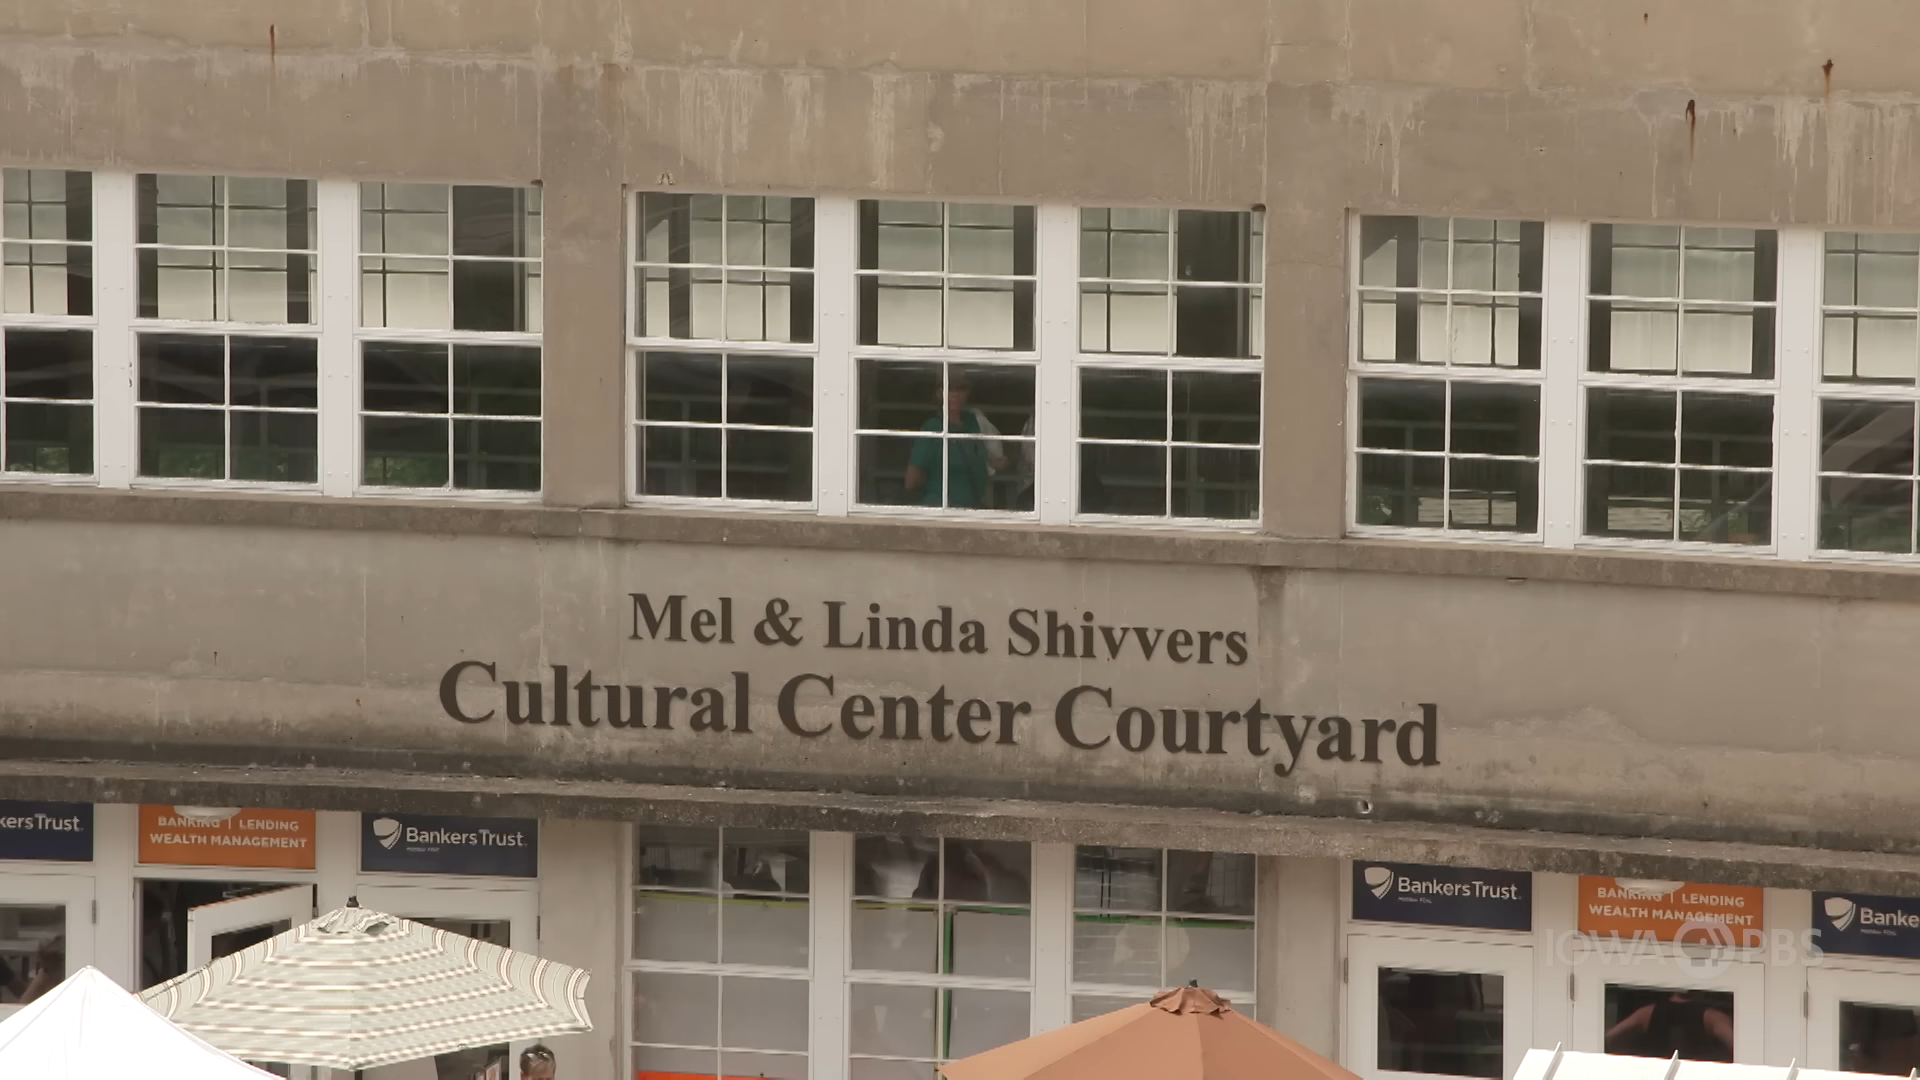 Mel & Linda Shivvers
Cultural Center Courtyard
kersTrust
BANKING | LENDING
WEALTH MANAGEMENT
BankersTrust
BankersTrust
BANKING | LENDING
WEALTH MANAGEMENT
Banke
IOWA PBS